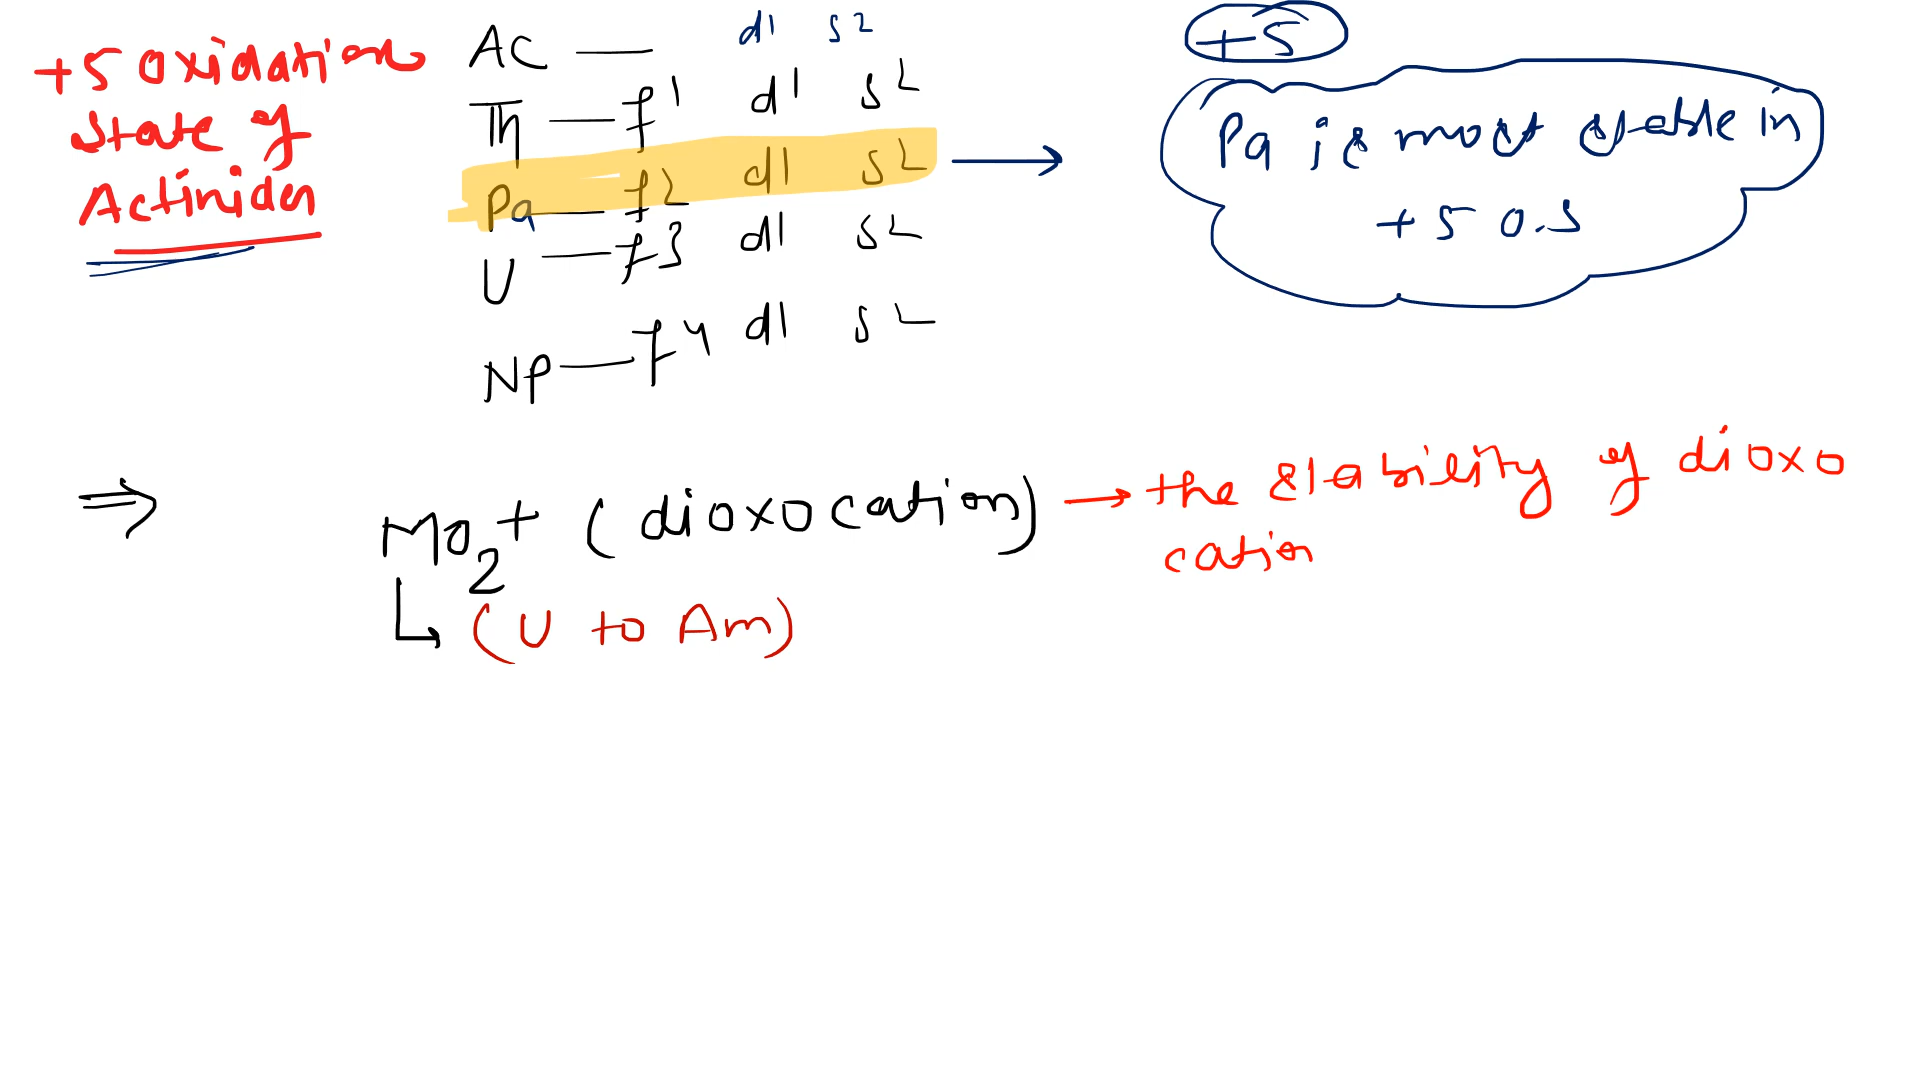 +5 oxidation
state of
Actinides
AC — d1 s2
Th — f1 d1 s2
Pa — f2 d1 s2 →
U — f3 d1 s2
NP — f4 d1 s2
+5
Pa is most stable in
+5 O.S
⇒ MO2+ (dioxocation) → the stability of dioxo
cation
(U to Am)